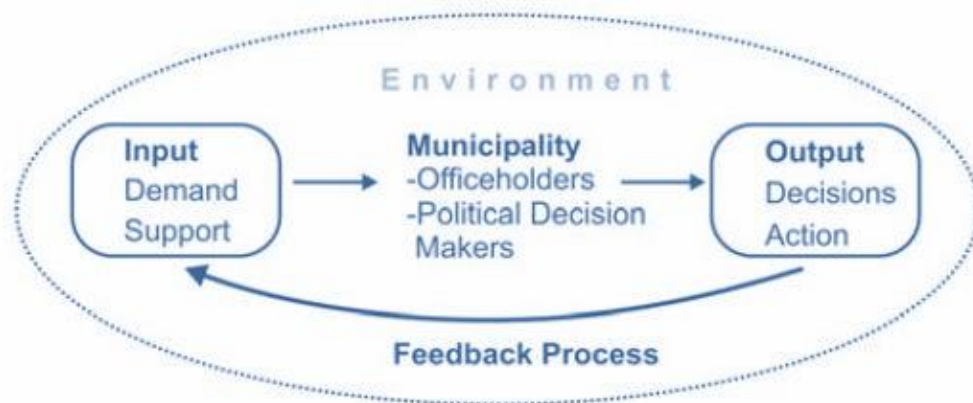 Environment
Input
Demand
Support
Municipality
-Officeholders
-Political Decision
Makers
Output
Decisions
Action
Feedback Process